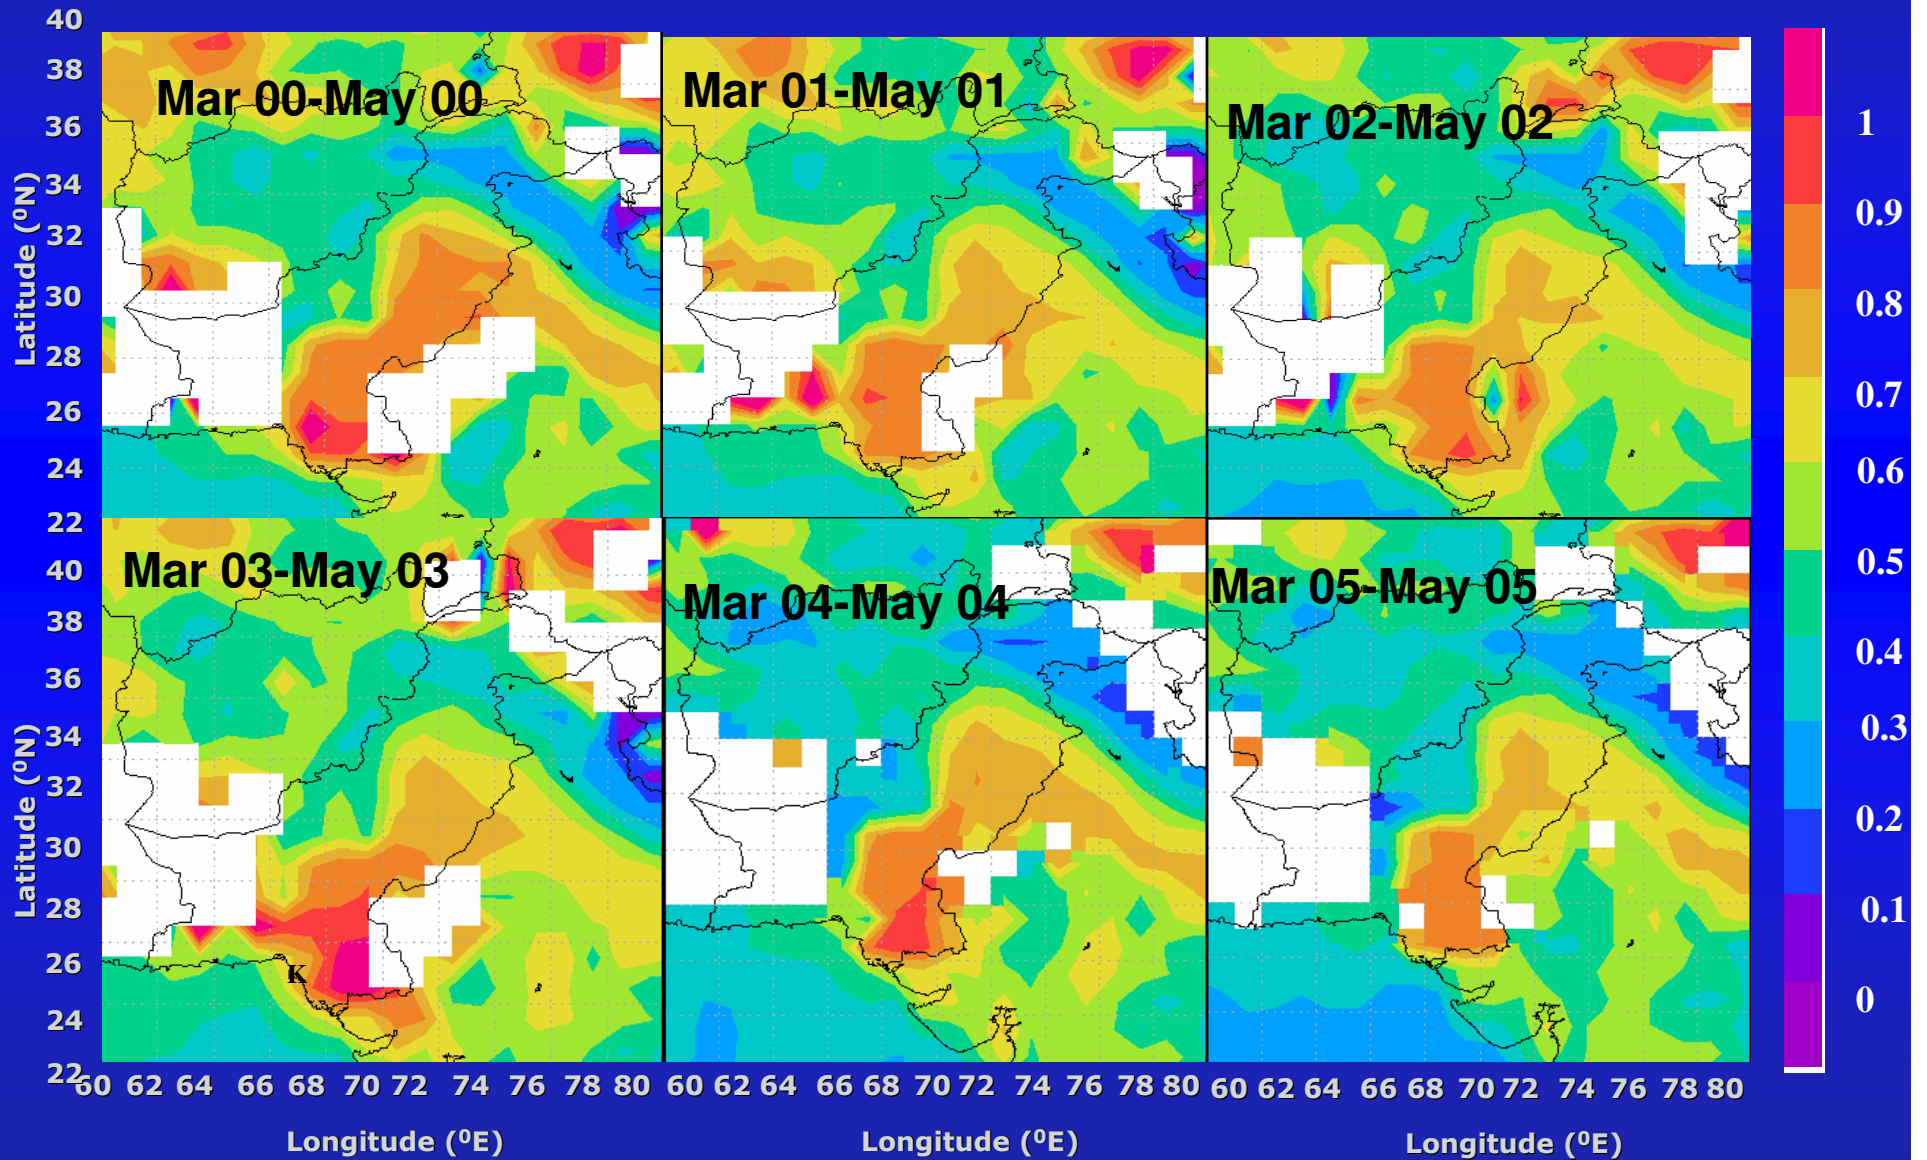 40
38
36
34
32
30
28
26
24
22
Latitude (⁰N)
Mar 00-May 00
Mar 01-May 01
Mar 02-May 02
40
38
36
34
32
30
28
26
24
22
Latitude (⁰N)
Mar 03-May 03
Mar 04-May 04
Mar 05-May 05
K
1
0.9
0.8
0.7
0.6
0.5
0.4
0.3
0.2
0.1
0
60 62 64 66 68 70 72 74 76 78 80
60 62 64 66 68 70 72 74 76 78 80
60 62 64 66 68 70 72 74 76 78 80
Longitude (⁰E)
Longitude (⁰E)
Longitude (⁰E)